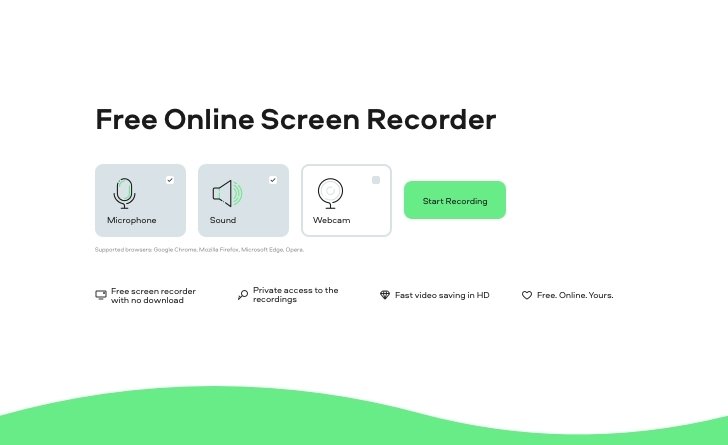 Free Online Screen Recorder
Microphone
Sound
Webcam
Start Recording
Supported browsers: Google Chrome, Mozilla Firefox, Microsoft Edge, Opera.
Free screen recorder
with no download
Private access to the
recordings
Fast video saving in HD
Free. Online. Yours.